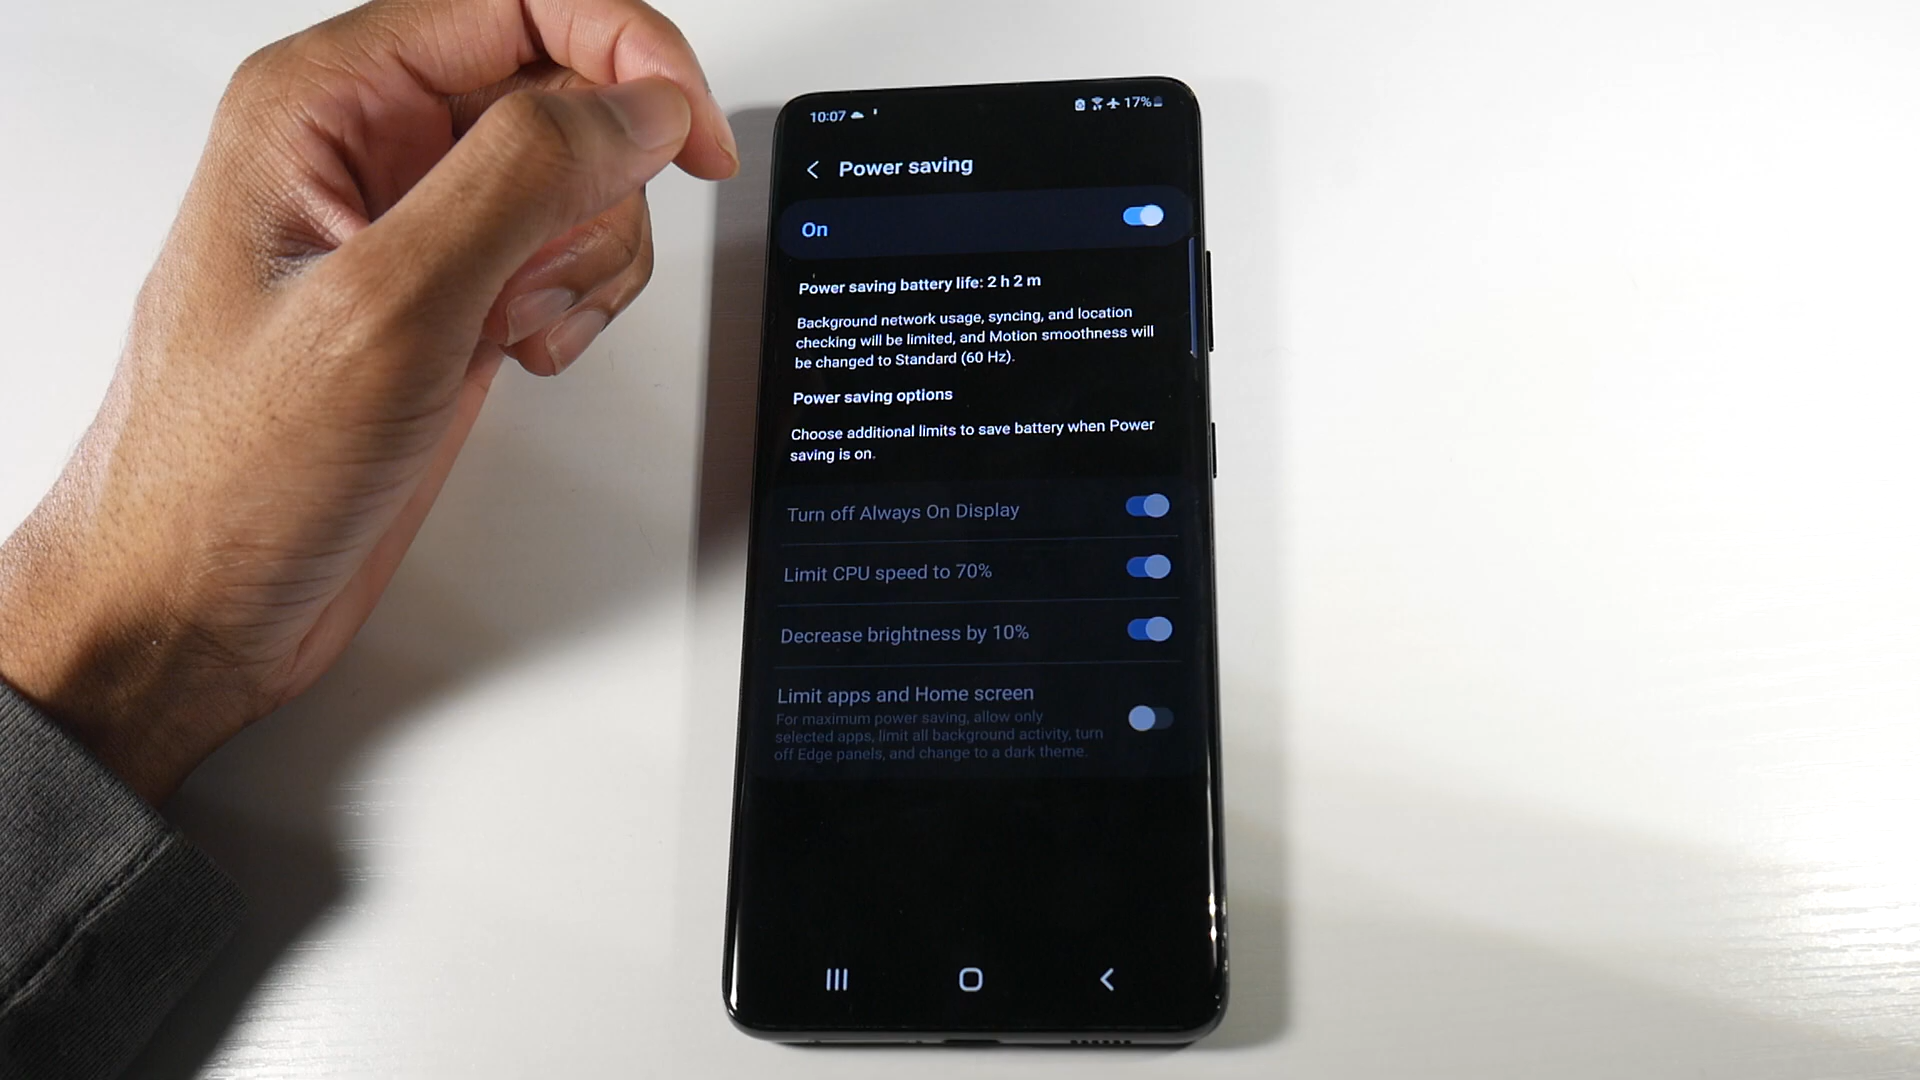 10:07
17%
Power saving
On
Power saving battery life: 2 h 2 m
Background network usage, syncing, and location
checking will be limited, and Motion smoothness will
be changed to Standard (60 Hz).
Power saving options
Choose additional limits to save battery when Power
saving is on.
Turn off Always On Display
Limit CPU speed to 70%
Decrease brightness by 10%
Limit apps and Home screen
For maximum power saving, allow only
selected apps, limit all background activity, turn
off Edge panels, and change to a dark theme.